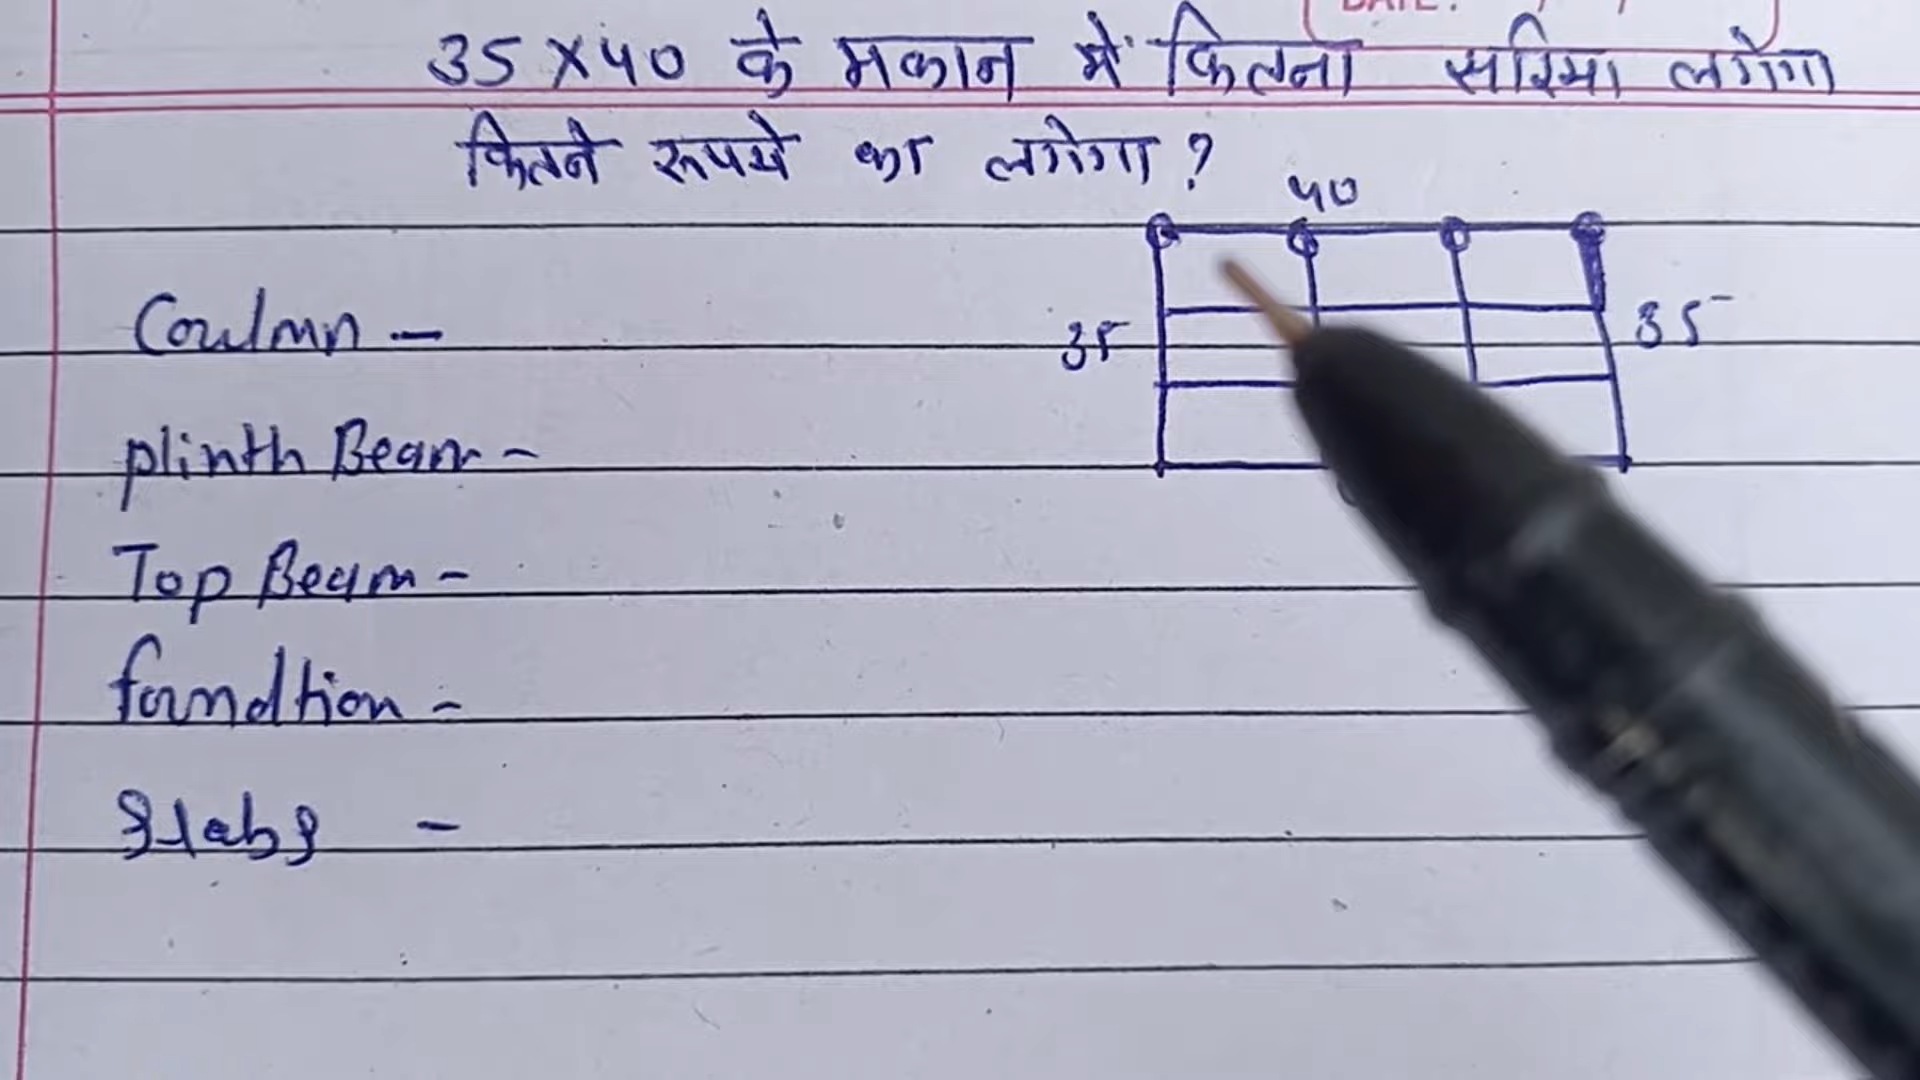 DATE: / /
35 X 40 के मकान में कितना सरिया लगेगा
कितने रूपये का लगेगा ?
40
35 35
Coulmn -
plinth Beam -
Top Beam -
foundtion -
Slabs -